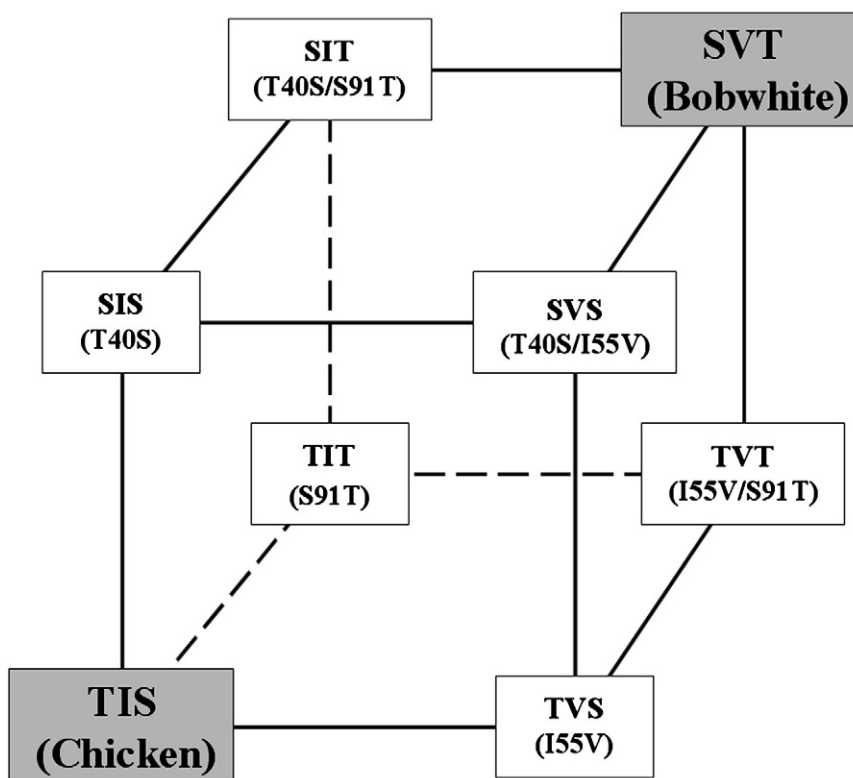 SIT
(T40S/S91T)
SVT
(Bobwhite)
SIS
(T40S)
SVS
(T40S/I55V)
TIT
(S91T)
TVT
(I55V/S91T)
TIS
(Chicken)
TVS
(I55V)